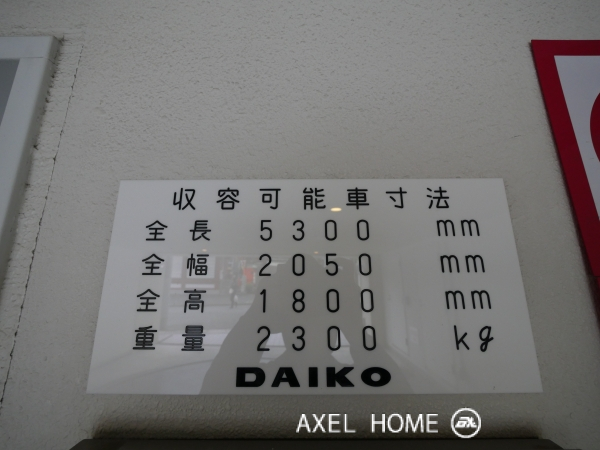 収容可能車寸法
全長 5300 mm
全幅 2050 mm
全高 1800 mm
重量 2300 kg
DAIKO
AXEL HOME